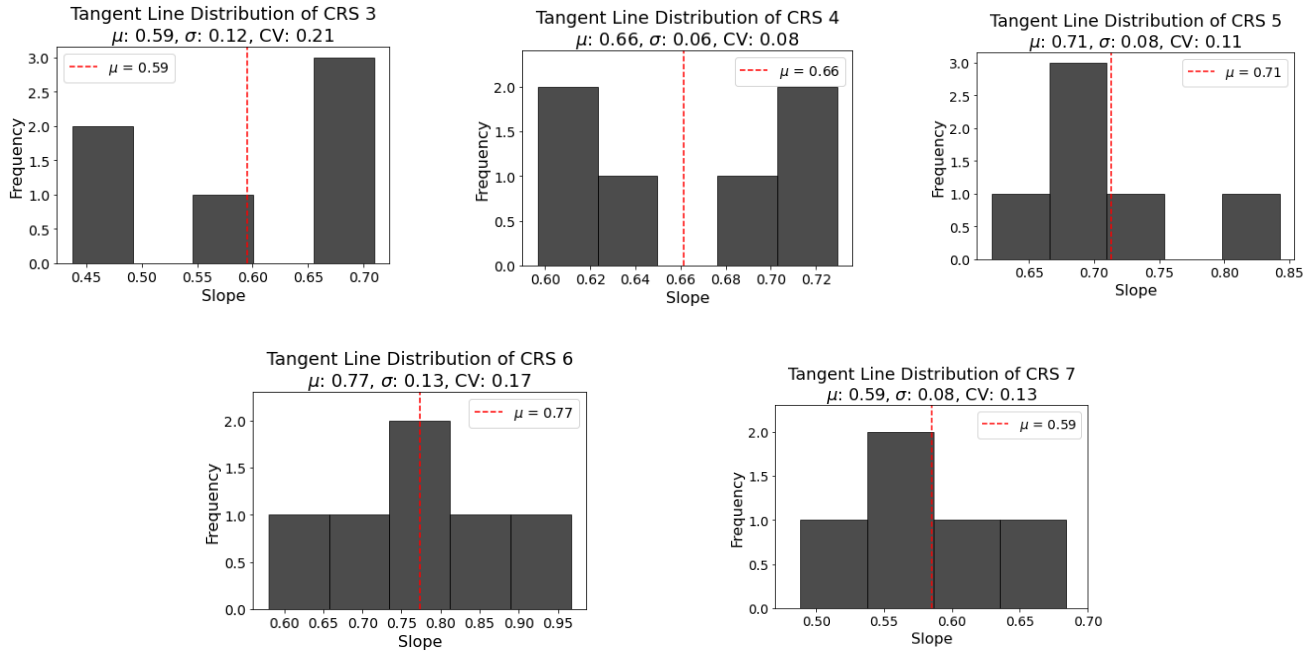 Tangent Line Distribution of CRS 3
μ: 0.59, σ: 0.12, CV: 0.21
μ = 0.59
Frequency
3.0
2.5
2.0
1.5
1.0
0.5
0.0
0.45 0.50 0.55 0.60 0.65 0.70
Slope
Tangent Line Distribution of CRS 4
μ: 0.66, σ: 0.06, CV: 0.08
μ = 0.66
Frequency
2.0
1.5
1.0
0.5
0.0
0.60 0.62 0.64 0.66 0.68 0.70 0.72
Slope
Tangent Line Distribution of CRS 5
μ: 0.71, σ: 0.08, CV: 0.11
μ = 0.71
Frequency
3.0
2.5
2.0
1.5
1.0
0.5
0.0
0.65 0.70 0.75 0.80 0.85
Slope
Tangent Line Distribution of CRS 6
μ: 0.77, σ: 0.13, CV: 0.17
μ = 0.77
Frequency
2.0
1.5
1.0
0.5
0.0
0.60 0.65 0.70 0.75 0.80 0.85 0.90 0.95
Slope
Tangent Line Distribution of CRS 7
μ: 0.59, σ: 0.08, CV: 0.13
μ = 0.59
Frequency
2.0
1.5
1.0
0.5
0.0
0.50 0.55 0.60 0.65 0.70
Slope